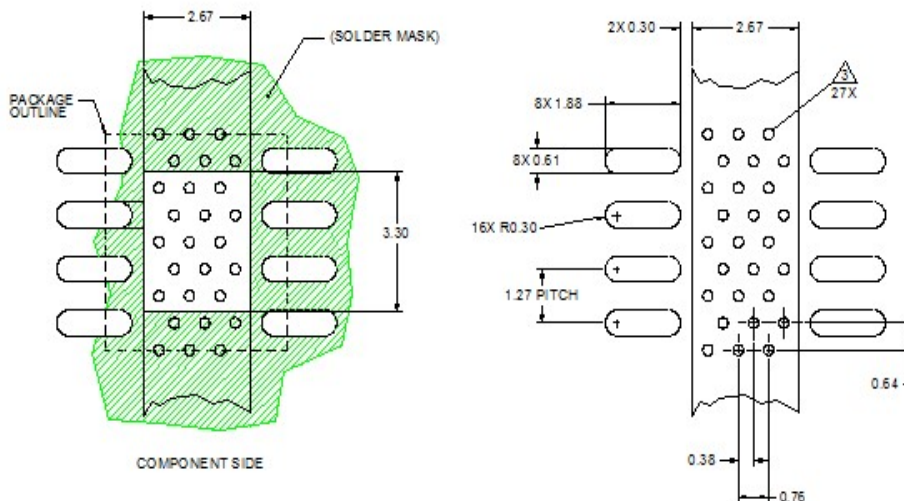 2.67
(SOLDER MASK)
PACKAGE
OUTLINE
3.30
COMPONENT SIDE
2X 0.30
2.67
3
27X
8X 1.88
8X 0.61
16X R0.30
1.27 PITCH
0.64
0.38
0.76